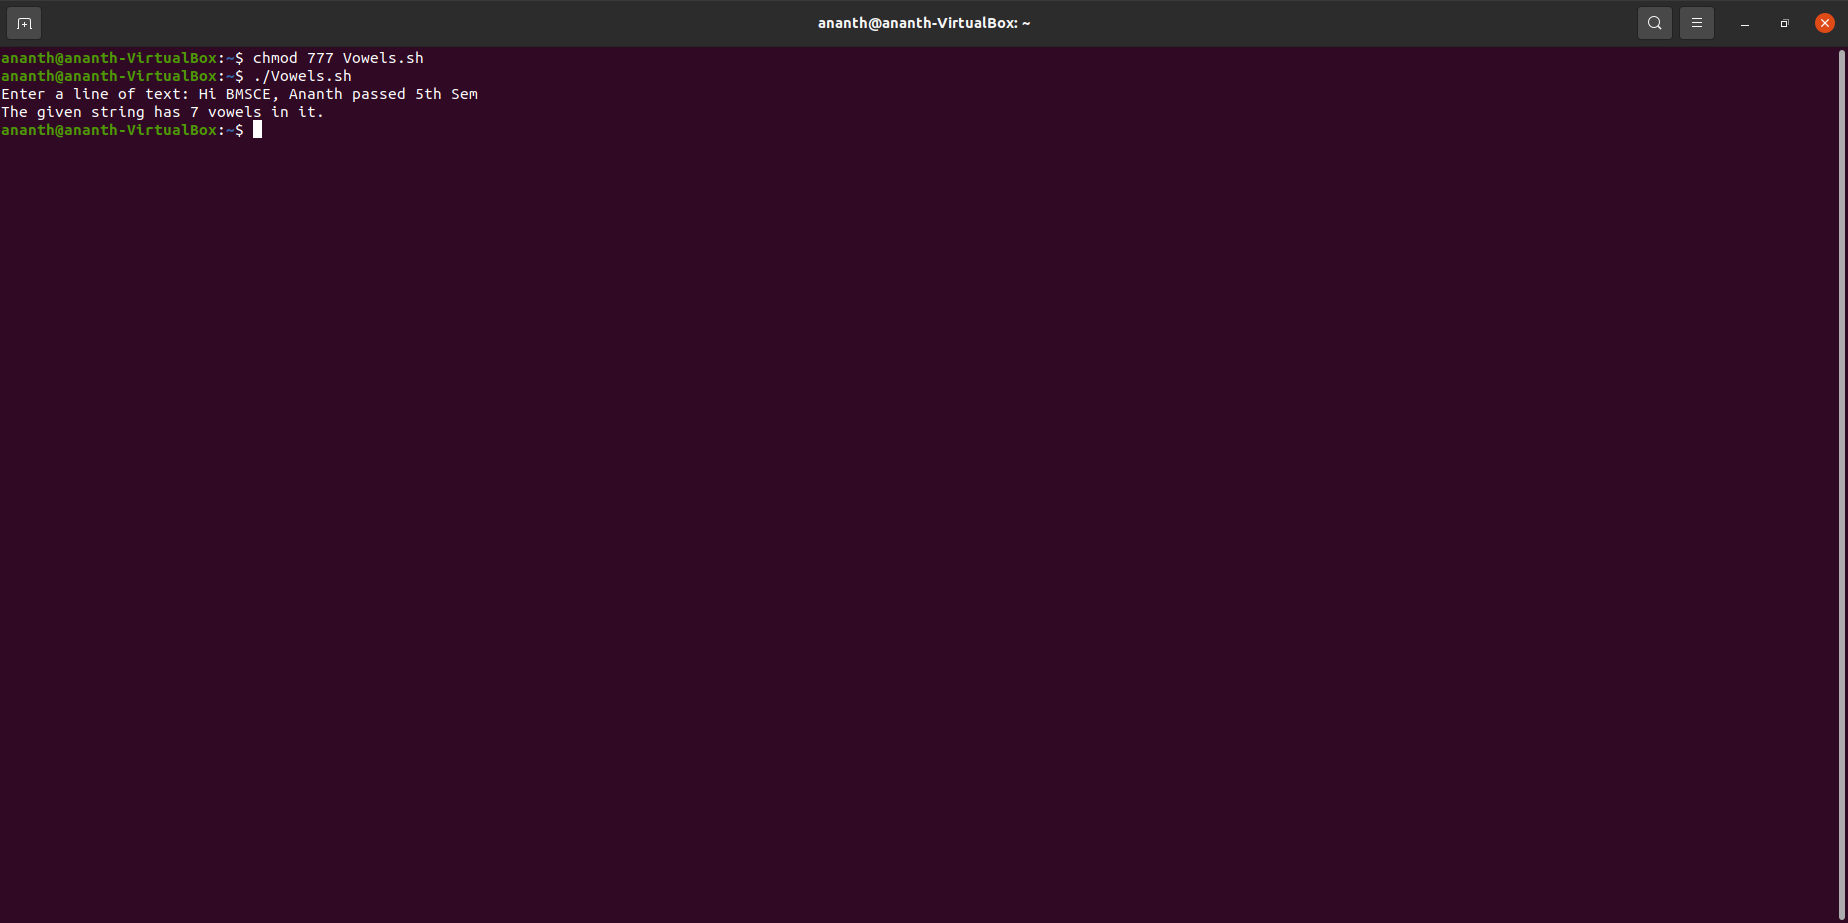 ananth@ananth-VirtualBox: ~
ananth@ananth-VirtualBox:~$ chmod 777 Vowels.sh
ananth@ananth-VirtualBox:~$ ./Vowels.sh
Enter a line of text: Hi BMSCE, Ananth passed 5th Sem
The given string has 7 vowels in it.
ananth@ananth-VirtualBox:~$